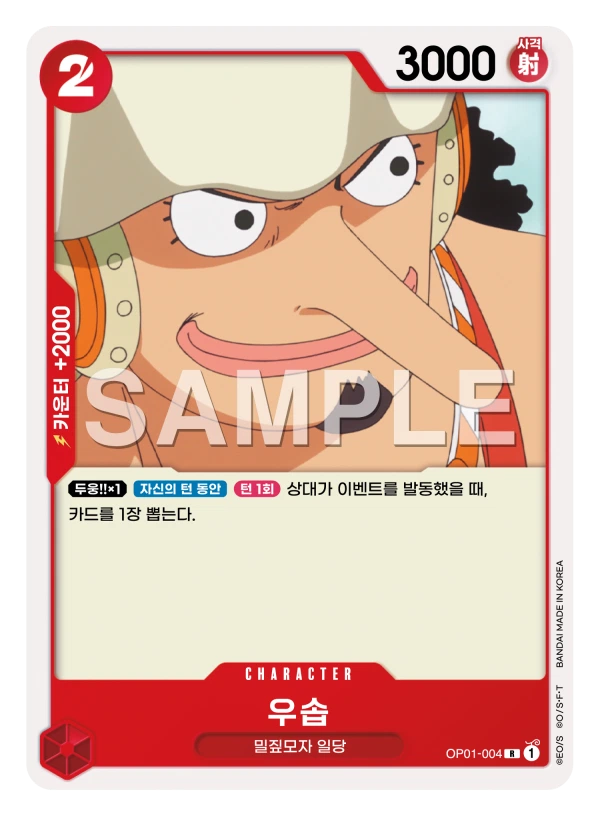 2
3000
사격
射
카운터 +2000
SAMPLE
두웅!!×1 자신의 턴 동안 턴 1회 상대가 이벤트를 발동했을 때,
카드를 1장 뽑는다.
CHARACTER
우솝
밀짚모자 일당
OP01-004 R 1
©EO/S ©O/S·F·T BANDAI MADE IN KOREA